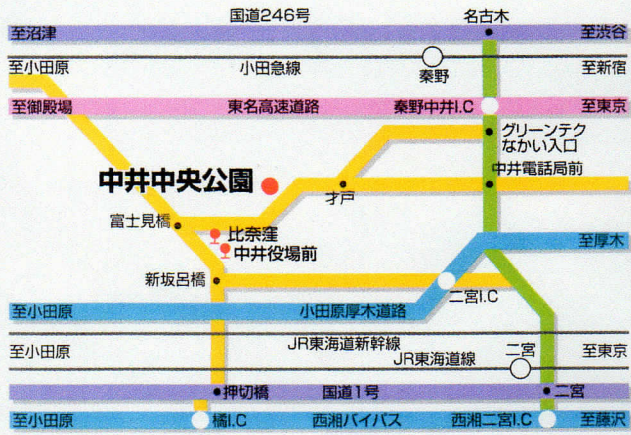 国道246号
名古木
至沼津
至渋谷
至小田原
小田急線
秦野
至新宿
至御殿場
東名高速道路
秦野中井I.C
至東京
グリーンテク
なかい入口
中井中央公園
才戸
中井電話局前
富士見橋
比奈窪
中井役場前
至厚木
新坂呂橋
二宮I.C
至小田原
小田原厚木道路
JR東海道新幹線
至小田原
JR東海道線
二宮
至東京
押切橋
国道1号
二宮
至小田原
橘I.C
西湘バイパス
西湘二宮I.C
至藤沢